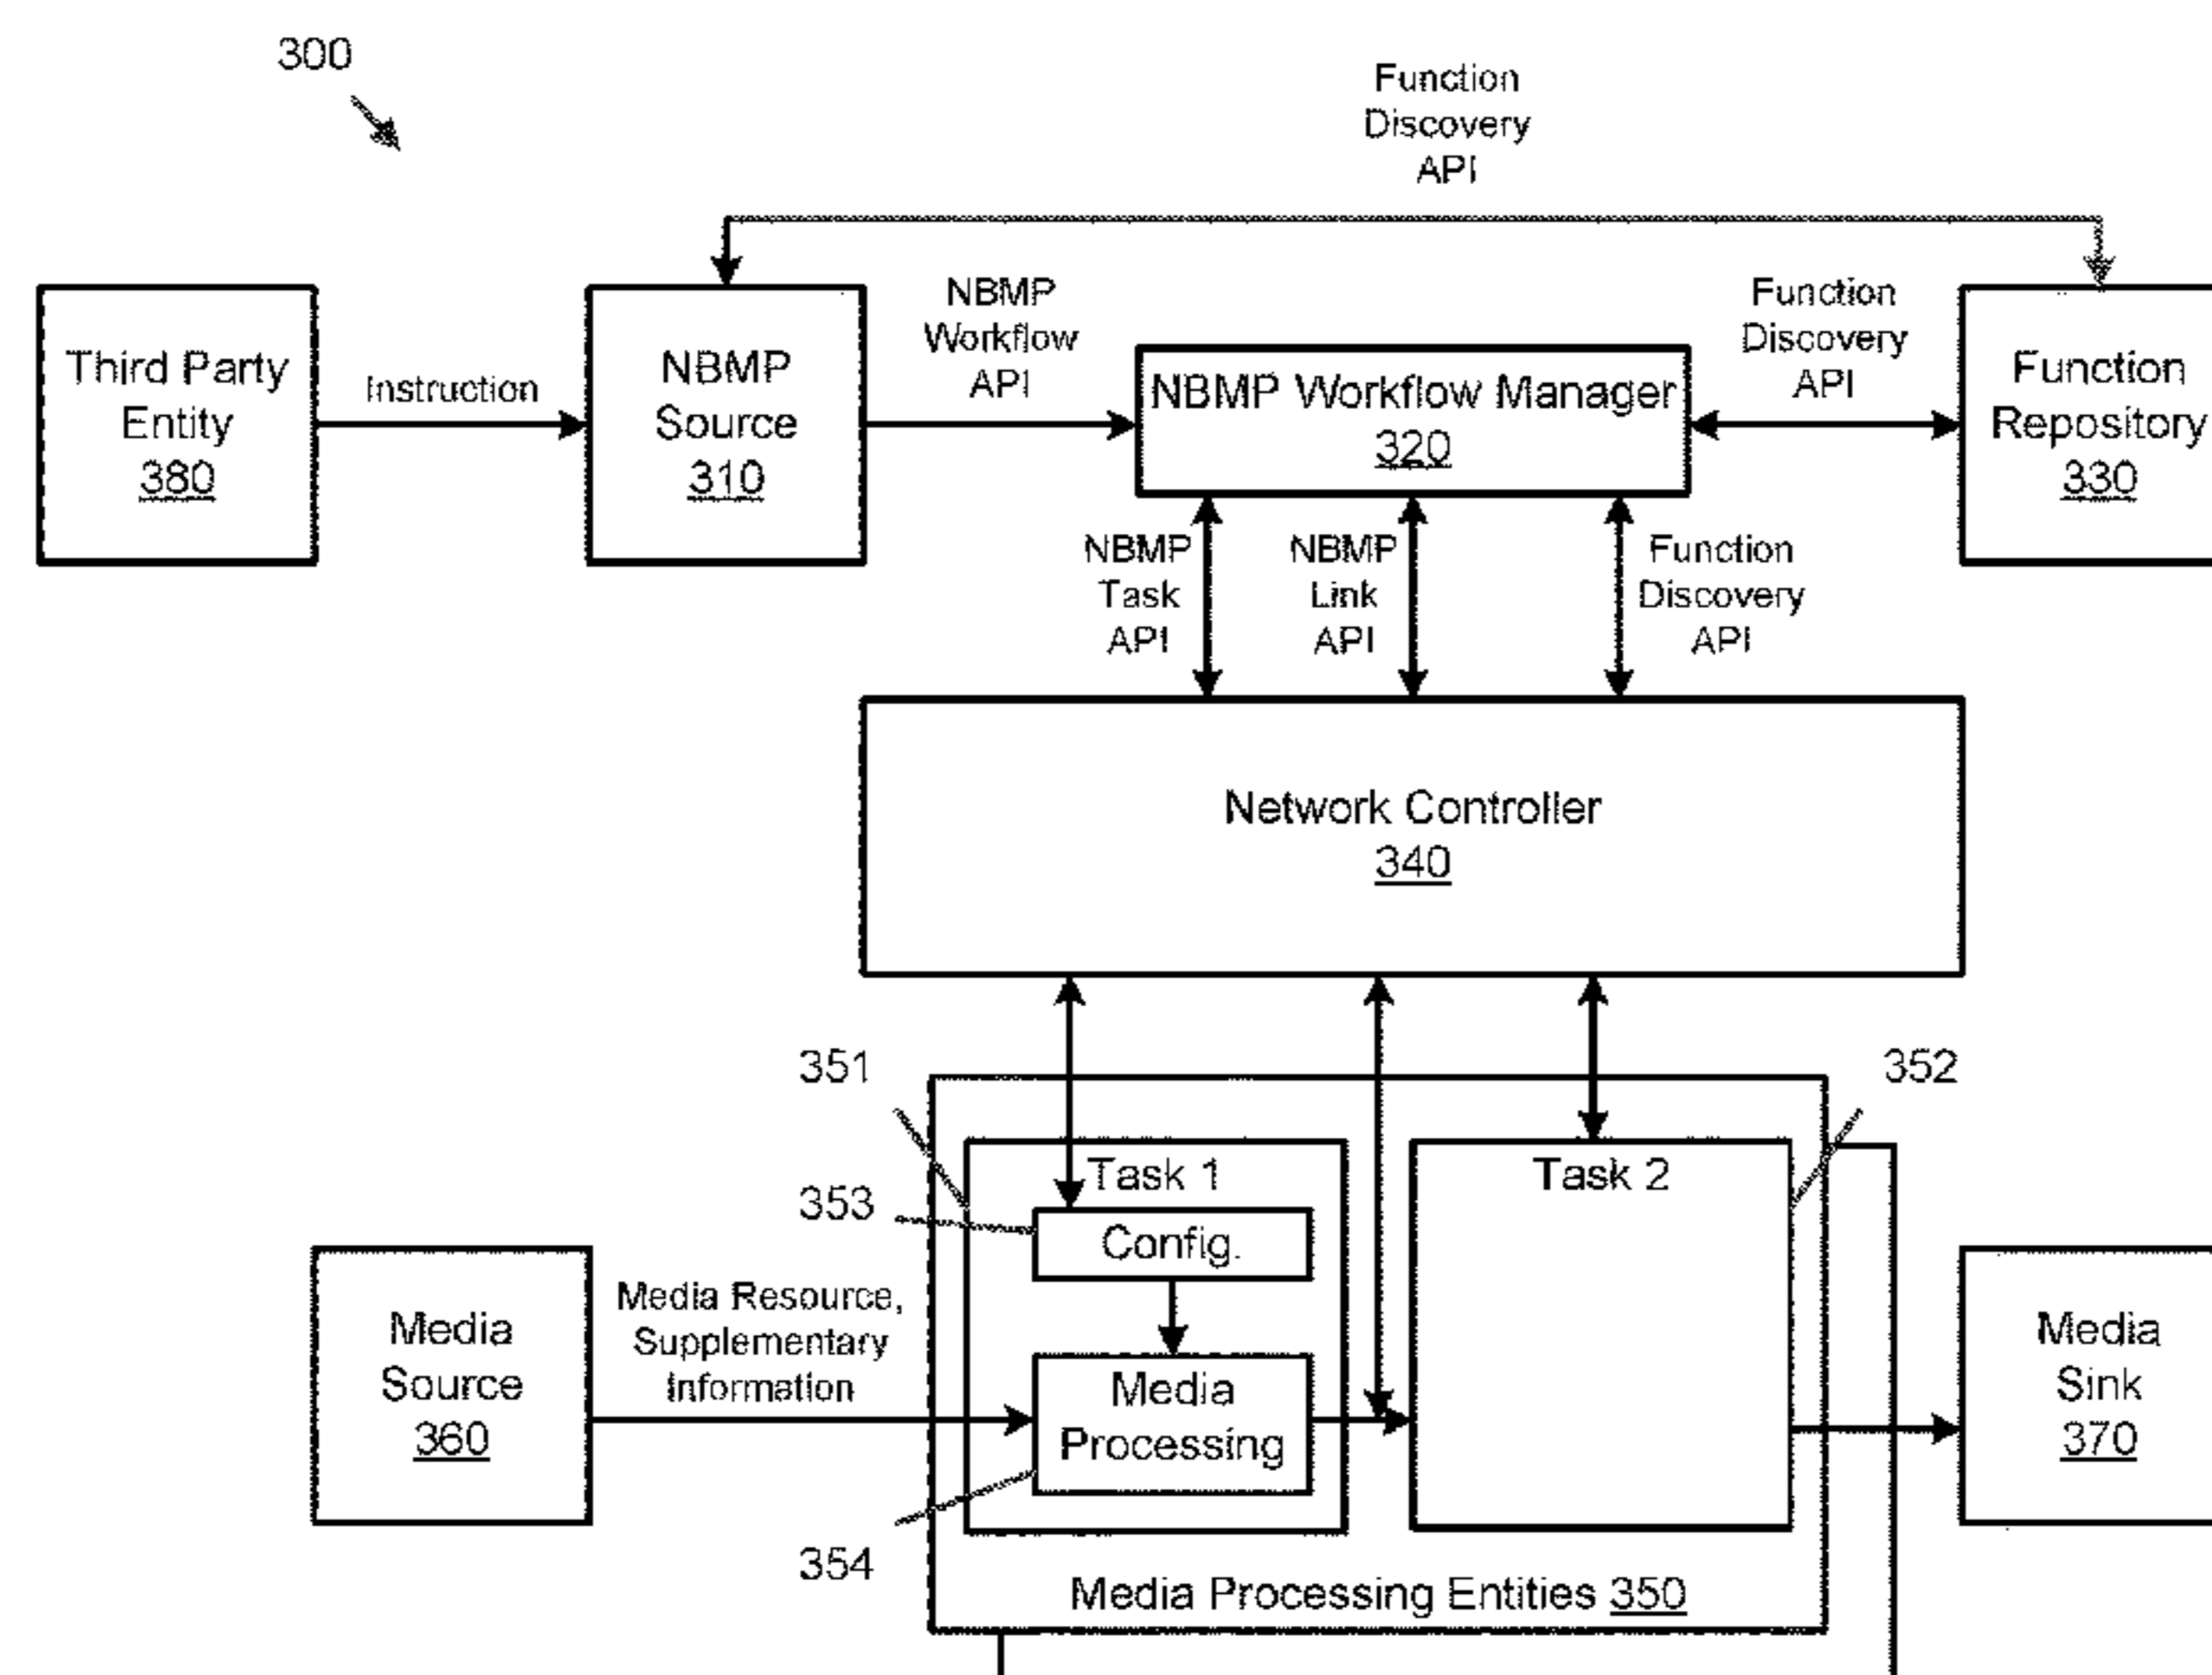 300
Function
Discovery
API
Third Party
Entity
380
Instruction
NBMP
Source
310
NBMP
Workflow
API
NBMP Workflow Manager
320
Function
Discovery
API
Function
Repository
330
NBMP
Task
API
NBMP
Link
API
Function
Discovery
API
Network Controller
340
351
352
Task 1
Task 2
353
Config.
Media
Source
360
Media Resource,
Supplementary
Information
Media
Processing
Media
Sink
370
354
Media Processing Entities 350